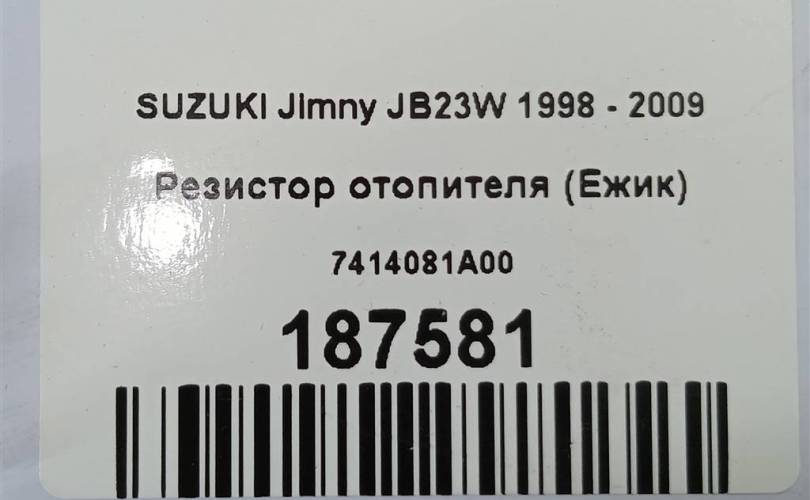 SUZUKI Jimny JB23W 1998 - 2009
Резистор отопителя (Ежик)
7414081A00
187581